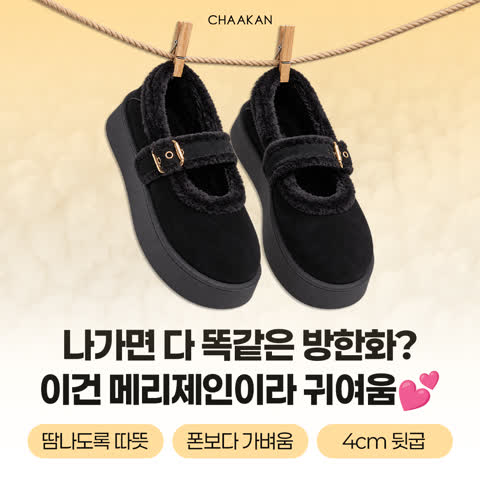 CHAAKAN
나가면 다 똑같은 방한화?
이건 메리제인이라 귀여움💕
땀나도록 따뜻
폰보다 가벼움
4cm 뒷굽